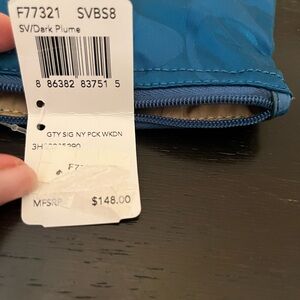 F77321 SVBS8
SV/Dark Plume
8 86382 83751 5
GTY SIG NY PCK WKDN
MFSRP $148.00